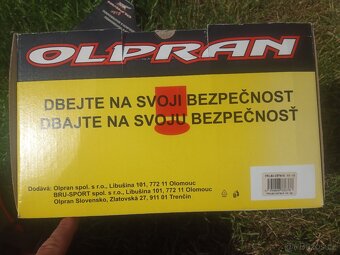 OLPRAN
DBEJTE NA SVOJI BEZPEČNOST
DBAJTE NA SVOJU BEZPEČNOSŤ
Dodává: Olpran spol. s r.o., Libušina 101, 772 11 Olomouc
BRU-SPORT spol. s r.o., Libušina 101, 772 11 Olomouc
Olpran Slovensko, Zlatovská 27, 911 01 Trenčín